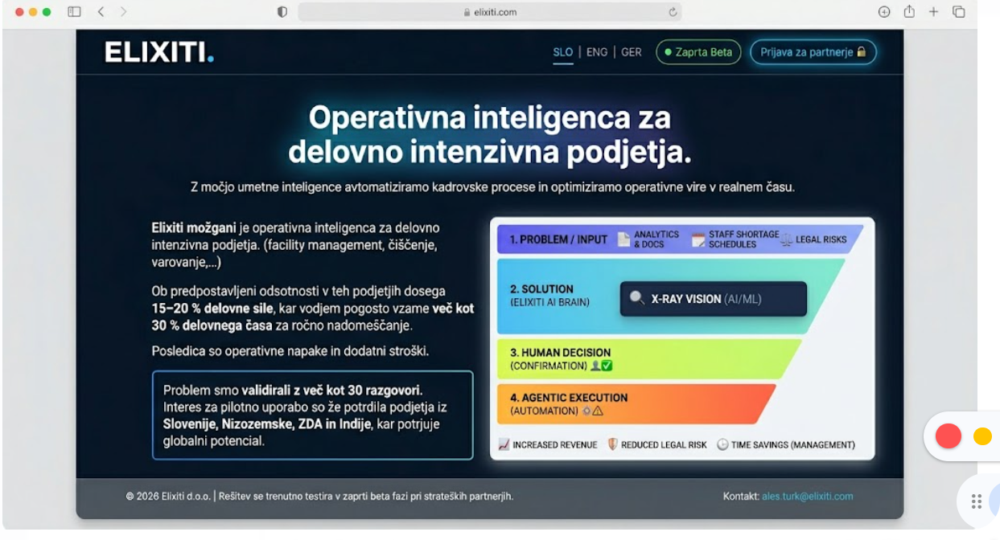 elixiti.com
ELIXITI.
SLO | ENG | GER
Zaprta Beta
Prijava za partnerje
Operativna inteligenca za
delovno intenzivna podjetja.
Z močjo umetne inteligence avtomatiziramo kadrovske procese in optimiziramo operativne vire v realnem času.
Elixiti možgani je operativna inteligenca za delovno
intenzivna podjetja. (facility management, čiščenje,
varovanje,...)
Ob predpostavljeni odsotnosti v teh podjetjih dosega
15–20 % delovne sile, kar vodjem pogosto vzame več kot
30 % delovnega časa za ročno nadomeščanje.
Posledica so operativne napake in dodatni stroški.
Problem smo validirali z več kot 30 razgovori.
Interes za pilotno uporabo so že potrdila podjetja iz
Slovenije, Nizozemske, ZDA in Indije, kar potrjuje
globalni potencial.
1. PROBLEM / INPUT
ANALYTICS
& DOCS
STAFF SHORTAGE
SCHEDULES
LEGAL RISKS
2. SOLUTION
(ELIXITI AI BRAIN)
X-RAY VISION (AI/ML)
3. HUMAN DECISION
(CONFIRMATION)
4. AGENTIC EXECUTION
(AUTOMATION)
INCREASED REVENUE
REDUCED LEGAL RISK
TIME SAVINGS (MANAGEMENT)
© 2026 Elixiti d.o.o. | Rešitev se trenutno testira v zaprti beta fazi pri strateških partnerjih.
Kontakt: ales.turk@elixiti.com